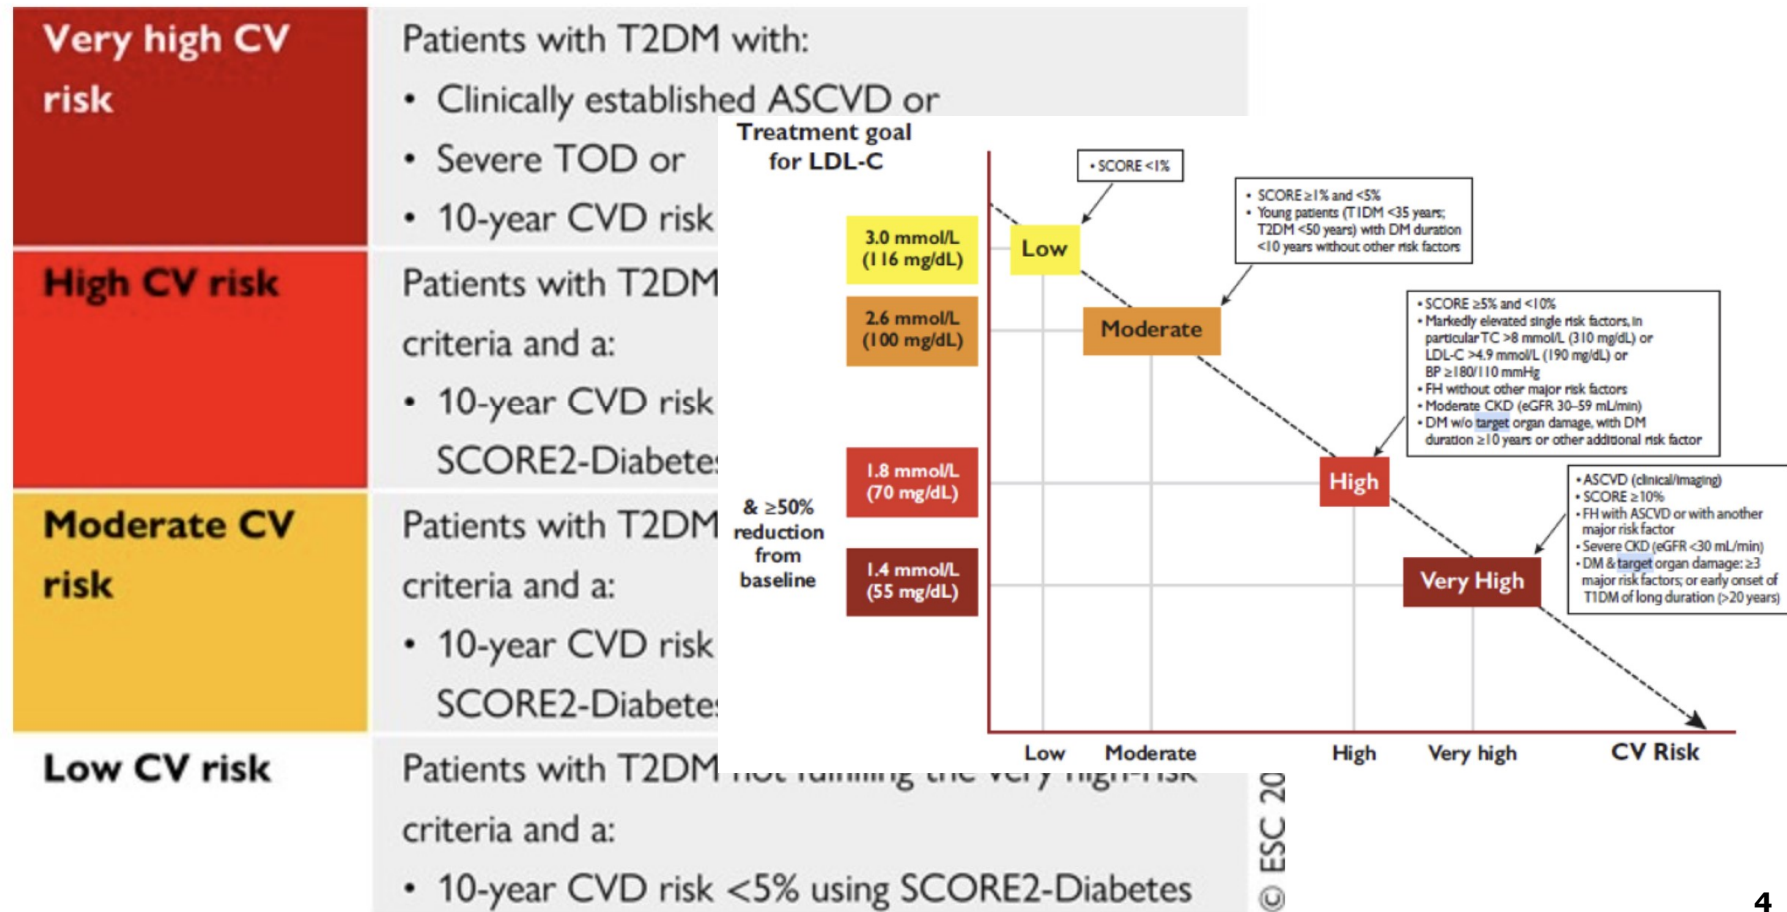 Very high CV
risk
Patients with T2DM with:
• Clinically established ASCVD or
• Severe TOD or
• 10-year CVD risk
High CV risk
Patients with T2DM
criteria and a:
• 10-year CVD risk
SCORE2-Diabetes
Moderate CV
risk
Patients with T2DM
criteria and a:
• 10-year CVD risk
SCORE2-Diabetes
Low CV risk
Patients with T2DM not fulfilling the very high-risk
criteria and a:
• 10-year CVD risk <5% using SCORE2-Diabetes
© ESC 20
Treatment goal
for LDL-C
3.0 mmol/L
(116 mg/dL)
2.6 mmol/L
(100 mg/dL)
1.8 mmol/L
(70 mg/dL)
& ≥50%
reduction
from
baseline
1.4 mmol/L
(55 mg/dL)
• SCORE <1%
Low
• SCORE ≥1% and <5%
• Young patients (T1DM <35 years;
T2DM <50 years) with DM duration
<10 years without other risk factors
Moderate
• SCORE ≥5% and <10%
• Markedly elevated single risk factors, in
particular TC >8 mmol/L (310 mg/dL) or
LDL-C >4.9 mmol/L (190 mg/dL) or
BP ≥180/110 mmHg
• FH without other major risk factors
• Moderate CKD (eGFR 30–59 mL/min)
• DM w/o target organ damage, with DM
duration ≥10 years or other additional risk factor
High
• ASCVD (clinical/imaging)
• SCORE ≥10%
• FH with ASCVD or with another
major risk factor
• Severe CKD (eGFR <30 mL/min)
• DM & target organ damage: ≥3
major risk factors; or early onset of
T1DM of long duration (>20 years)
Very High
Low
Moderate
High
Very high
CV Risk
4